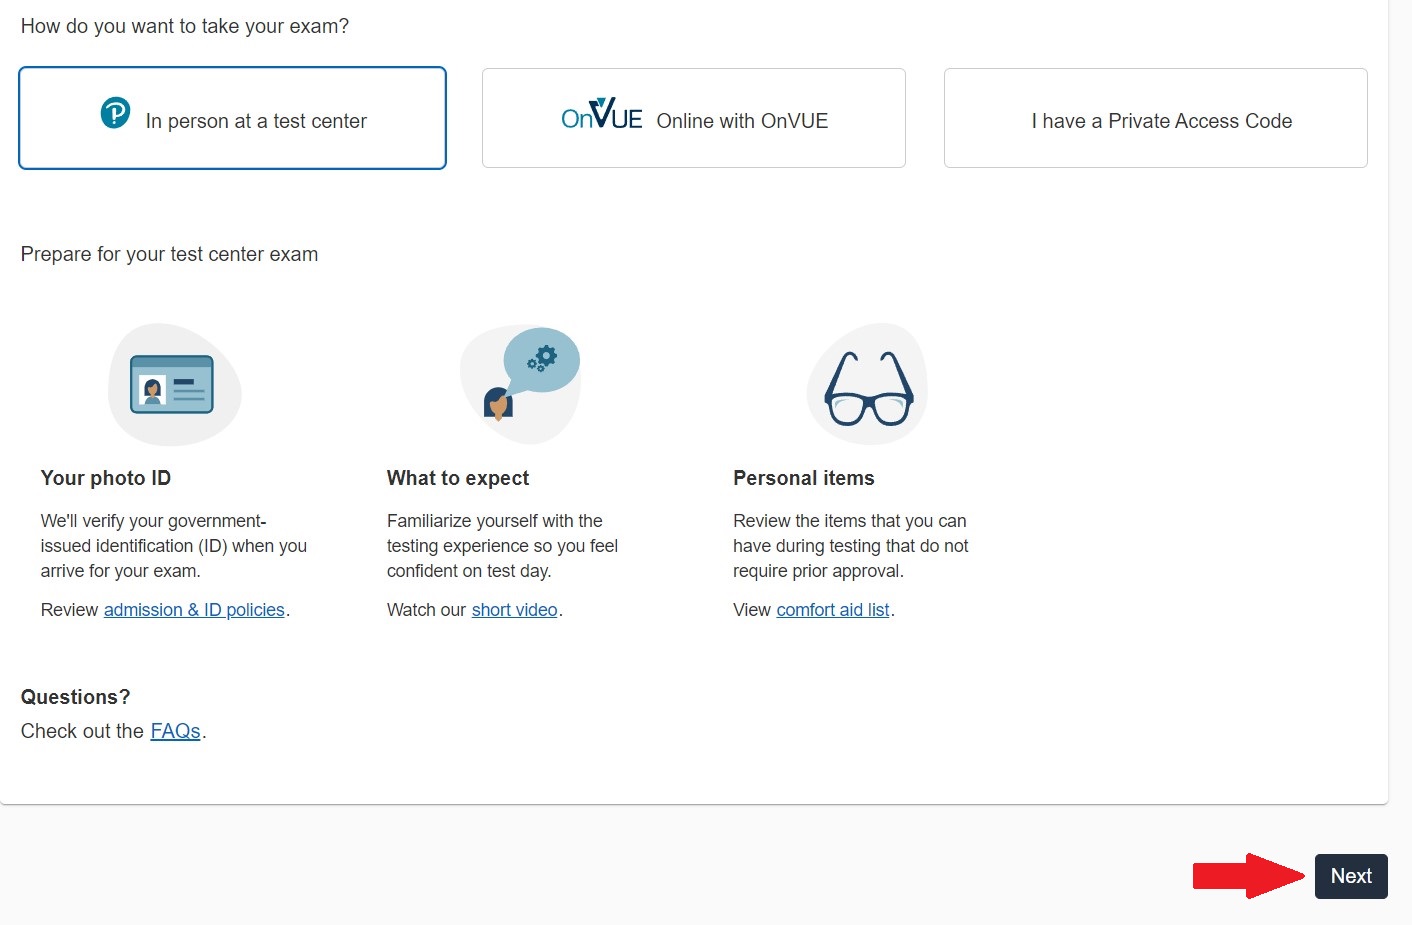 How do you want to take your exam?
In person at a test center
OnVUE Online with OnVUE
I have a Private Access Code
Prepare for your test center exam
Your photo ID
We'll verify your government-
issued identification (ID) when you
arrive for your exam.
Review admission & ID policies.
What to expect
Familiarize yourself with the
testing experience so you feel
confident on test day.
Watch our short video.
Personal items
Review the items that you can
have during testing that do not
require prior approval.
View comfort aid list.
Questions?
Check out the FAQs.
Next